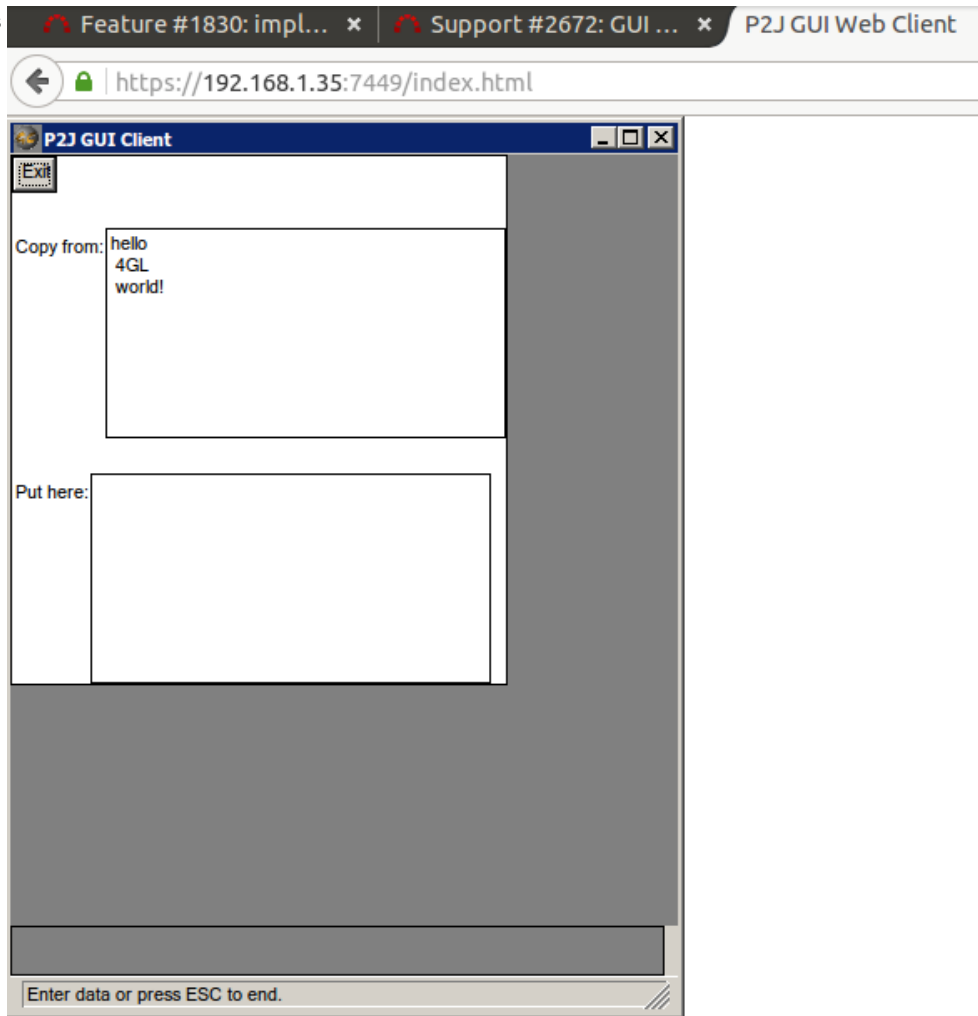 Feature #1830: impl... × Support #2672: GUI ... × P2J GUI Web Client
https://192.168.1.35:7449/index.html
P2J GUI Client
Exit
Copy from: hello
4GL
world!
Put here:
Enter data or press ESC to end.